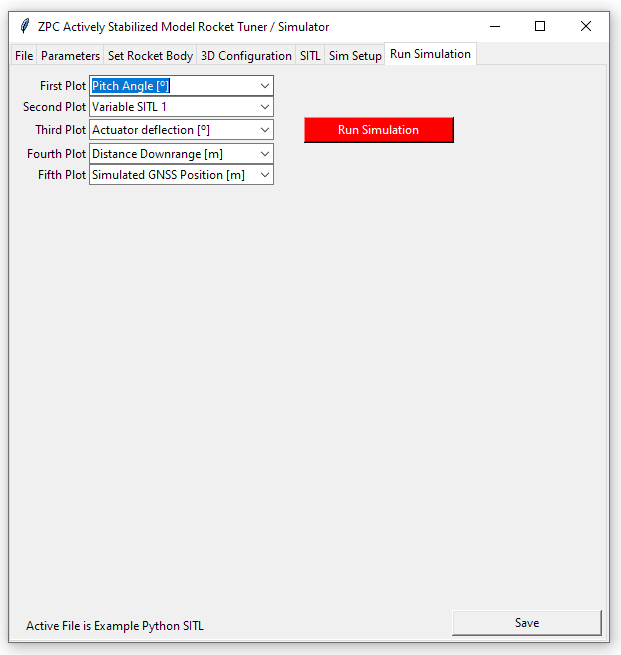 ZPC Actively Stabilized Model Rocket Tuner / Simulator
File Parameters Set Rocket Body 3D Configuration SITL Sim Setup Run Simulation
First Plot Pitch Angle [º]
Second Plot Variable SITL 1
Third Plot Actuator deflection [º]
Run Simulation
Fourth Plot Distance Downrange [m]
Fifth Plot Simulated GNSS Position [m]
Active File is Example Python SITL
Save